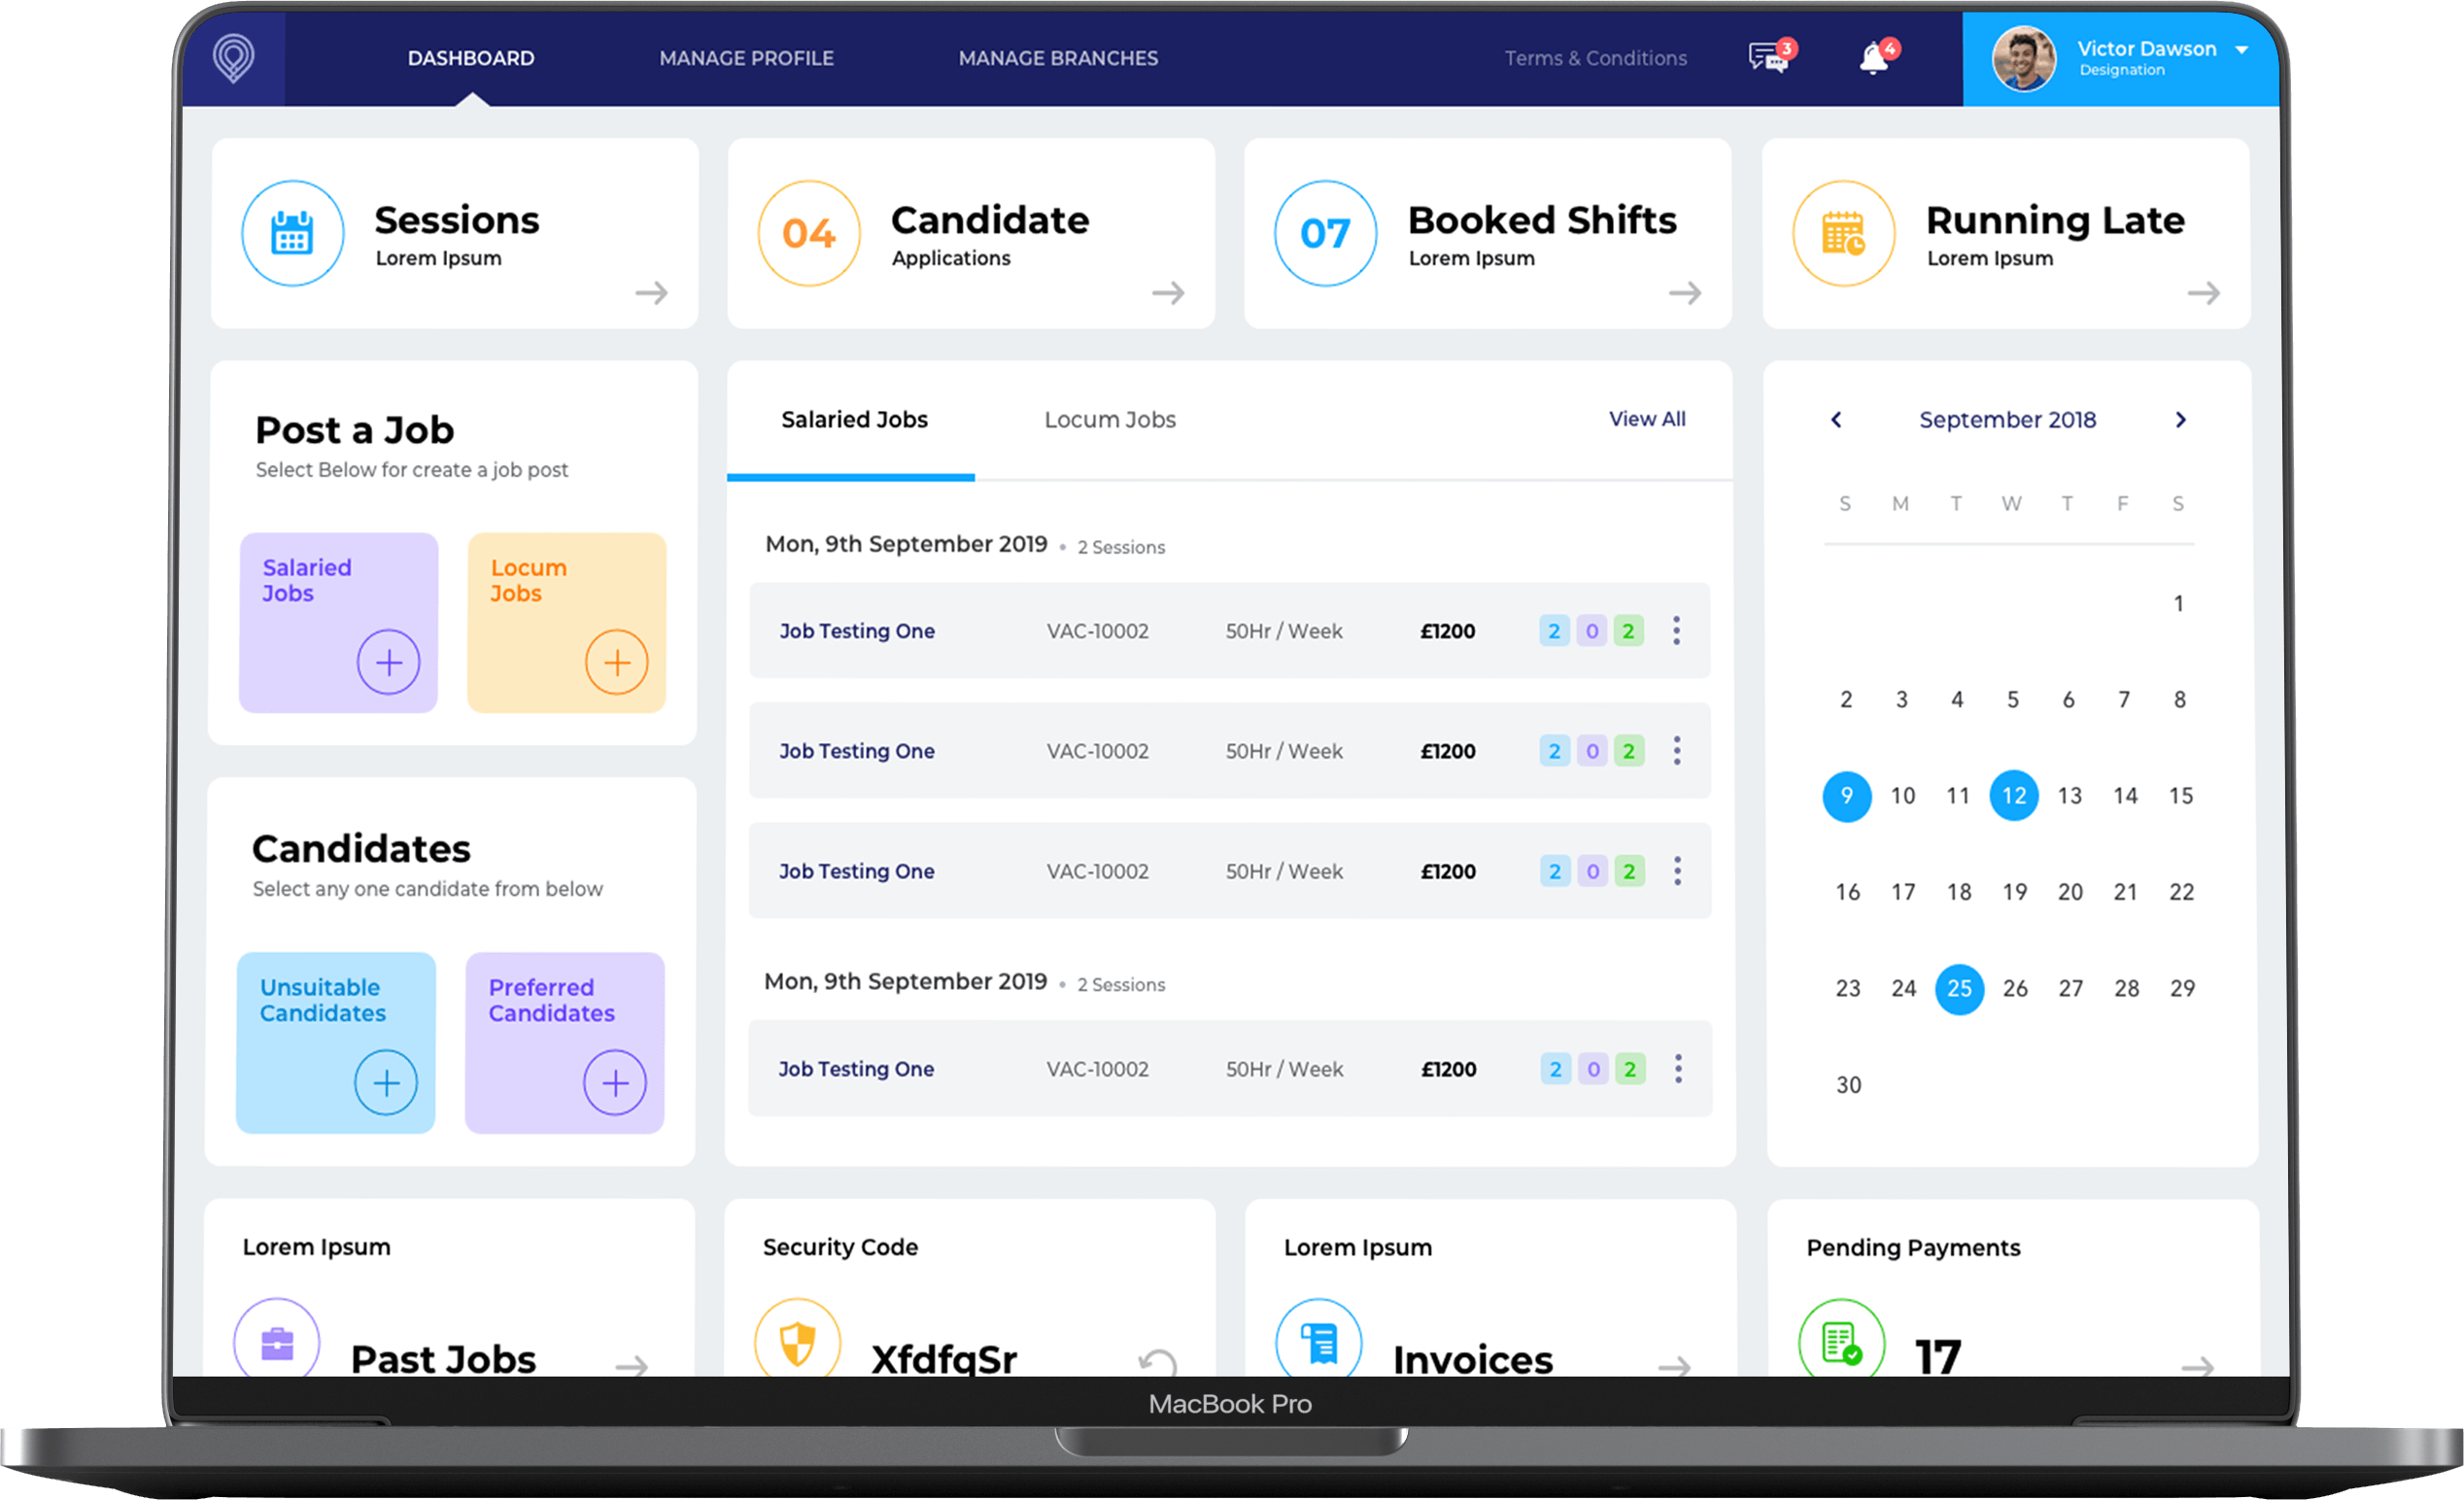 DASHBOARD
MANAGE PROFILE
MANAGE BRANCHES
Terms & Conditions
3
4
Victor Dawson
Designation
Sessions
Lorem Ipsum
04
Candidate
Applications
07
Booked Shifts
Lorem Ipsum
Running Late
Lorem Ipsum
Post a Job
Select Below for create a job post
Salaried
Jobs
Locum
Jobs
Candidates
Select any one candidate from below
Unsuitable
Candidates
Preferred
Candidates
Salaried Jobs
Locum Jobs
View All
Mon, 9th September 2019 • 2 Sessions
Job Testing One VAC-10002 50Hr / Week £1200 2 0 2
Job Testing One VAC-10002 50Hr / Week £1200 2 0 2
Job Testing One VAC-10002 50Hr / Week £1200 2 0 2
Mon, 9th September 2019 • 2 Sessions
Job Testing One VAC-10002 50Hr / Week £1200 2 0 2
September 2018
S M T W T F S
1
2 3 4 5 6 7 8
9 10 11 12 13 14 15
16 17 18 19 20 21 22
23 24 25 26 27 28 29
30
Lorem Ipsum
Past Jobs
Security Code
XfdfqSr
Lorem Ipsum
Invoices
Pending Payments
17
MacBook Pro